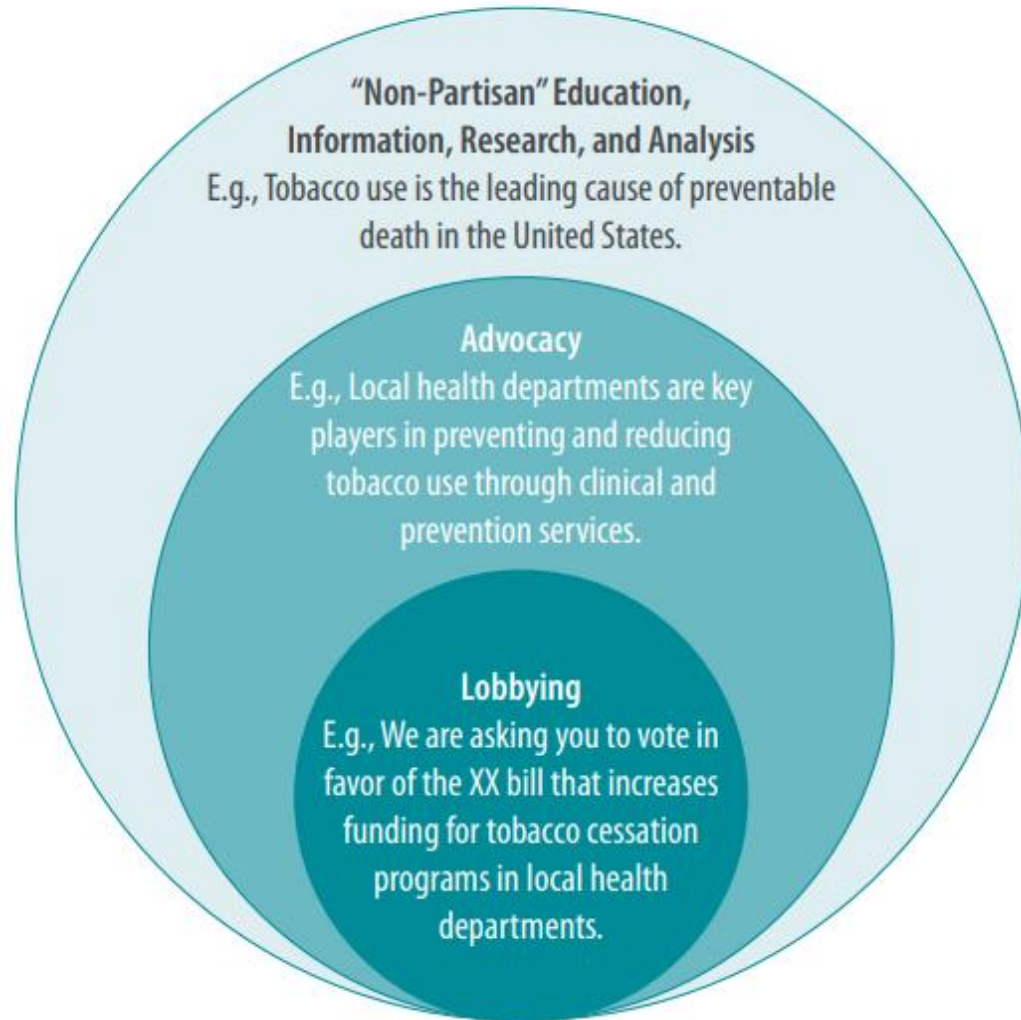 “Non-Partisan” Education,
Information, Research, and Analysis
E.g., Tobacco use is the leading cause of preventable
death in the United States.
Advocacy
E.g., Local health departments are key
players in preventing and reducing
tobacco use through clinical and
prevention services.
Lobbying
E.g., We are asking you to vote in
favor of the XX bill that increases
funding for tobacco cessation
programs in local health
departments.